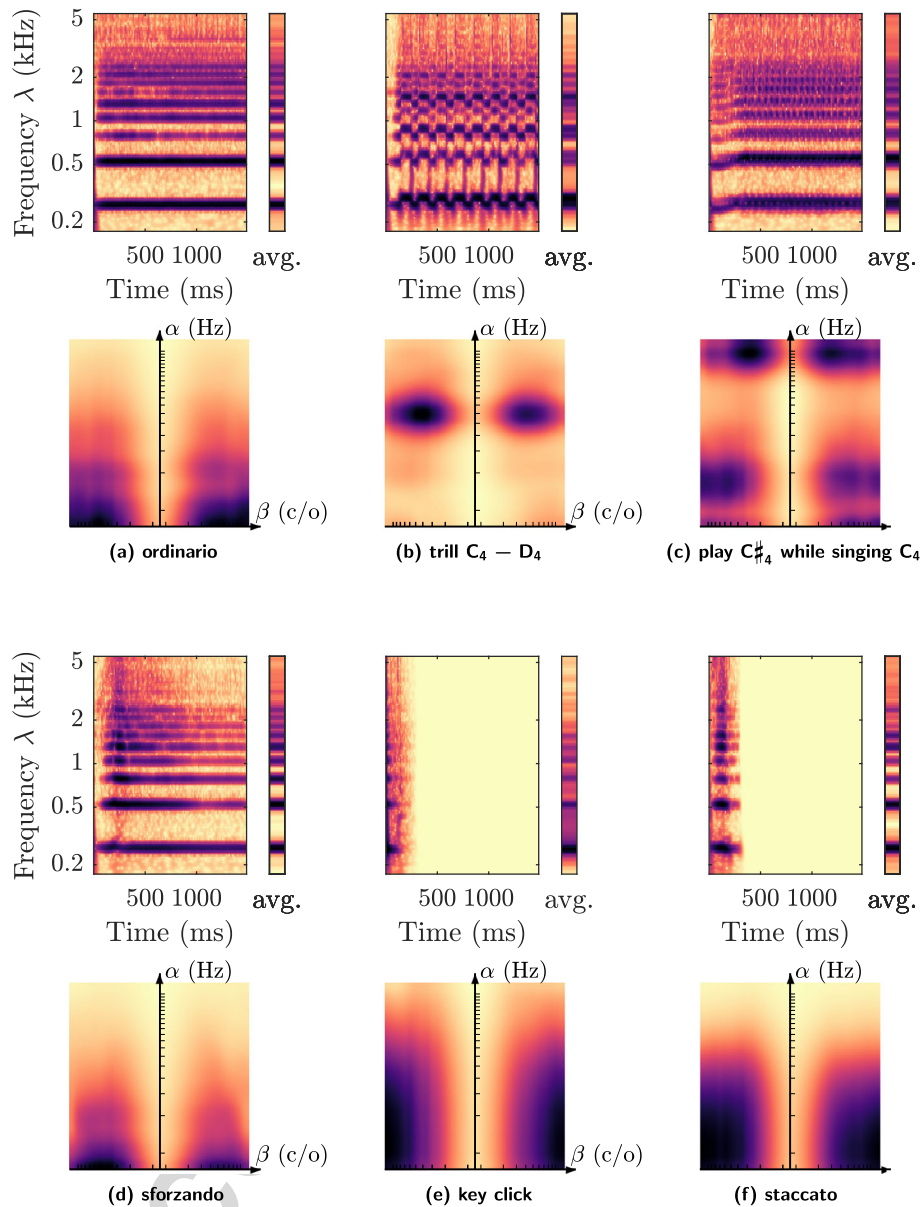 Frequency λ (kHz)
5
2
1
0.5
0.2
500 1000 avg.
Time (ms)
500 1000 avg.
Time (ms)
500 1000 avg.
Time (ms)
α (Hz)
β (c/o)
α (Hz)
β (c/o)
α (Hz)
(a) ordinario
(b) trill C₄ — D₄
(c) play C♯₄ while singing C₄
Frequency λ (kHz)
5
2
1
0.5
0.2
500 1000 avg.
Time (ms)
500 1000 avg.
Time (ms)
500 1000 avg.
Time (ms)
α (Hz)
β (c/o)
α (Hz)
β (c/o)
α (Hz)
(d) sforzando
(e) key click
(f) staccato